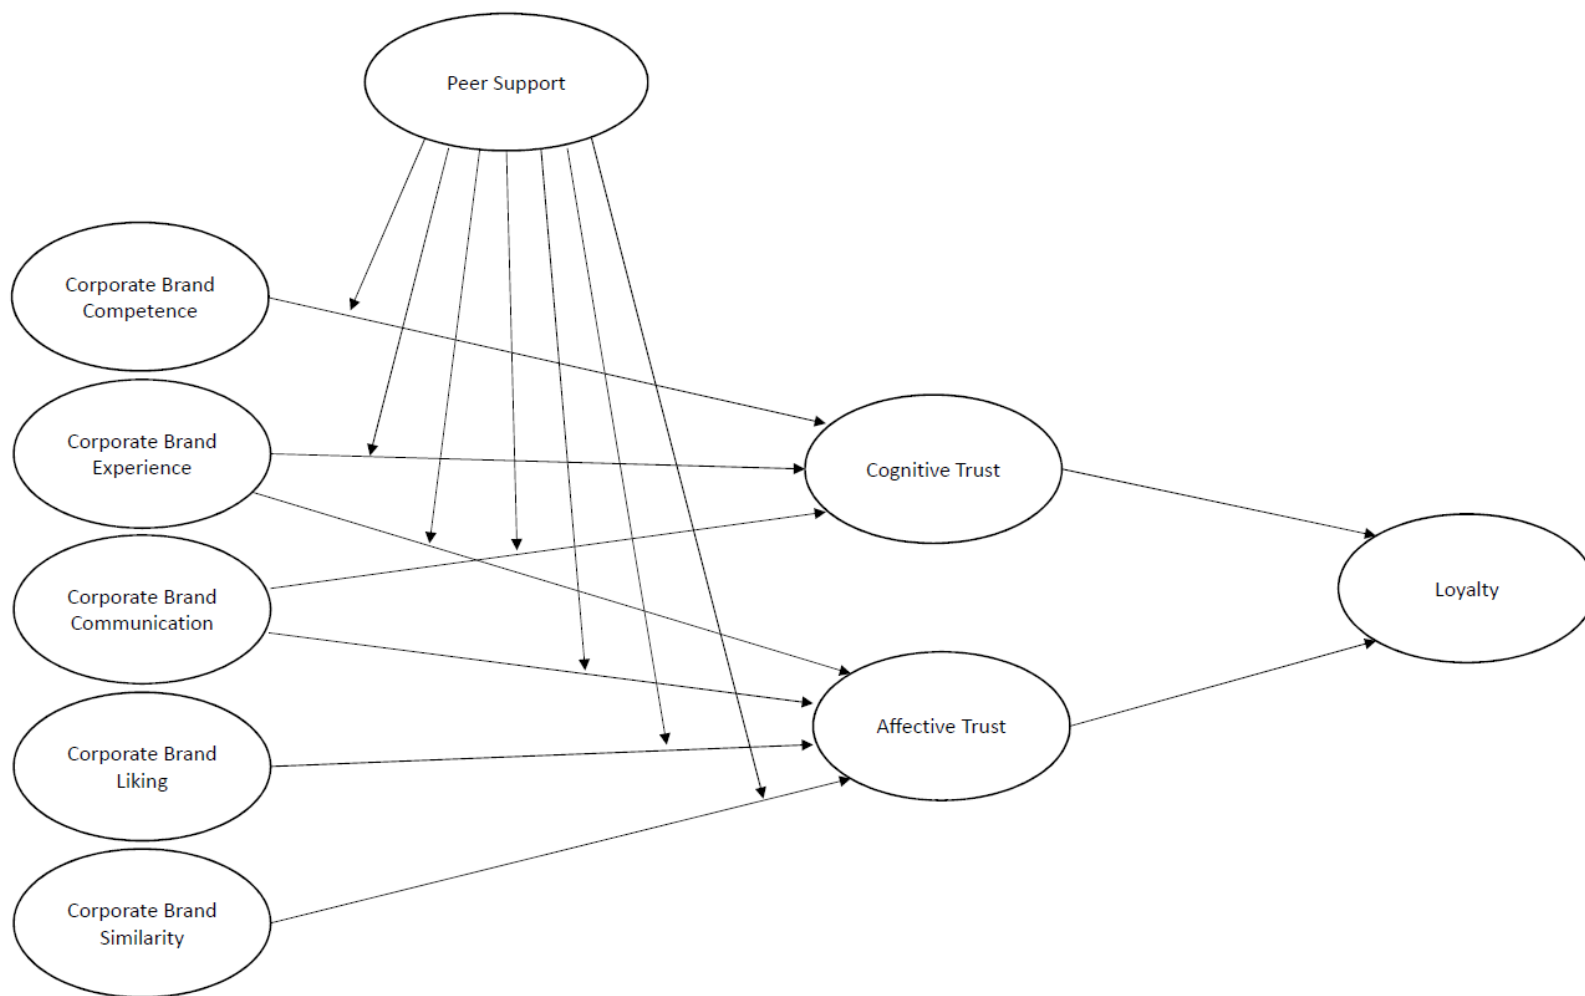 Peer Support
Corporate Brand
Competence
Corporate Brand
Experience
Cognitive Trust
Corporate Brand
Communication
Loyalty
Affective Trust
Corporate Brand
Liking
Corporate Brand
Similarity